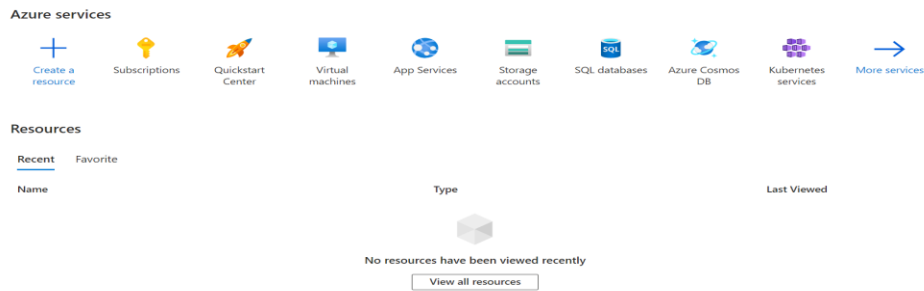 Azure services
Create a resource
Subscriptions
Quickstart Center
Virtual machines
App Services
Storage accounts
SQL
SQL databases
Azure Cosmos DB
Kubernetes services
More services
Resources
Recent Favorite
Name Type Last Viewed
No resources have been viewed recently
View all resources